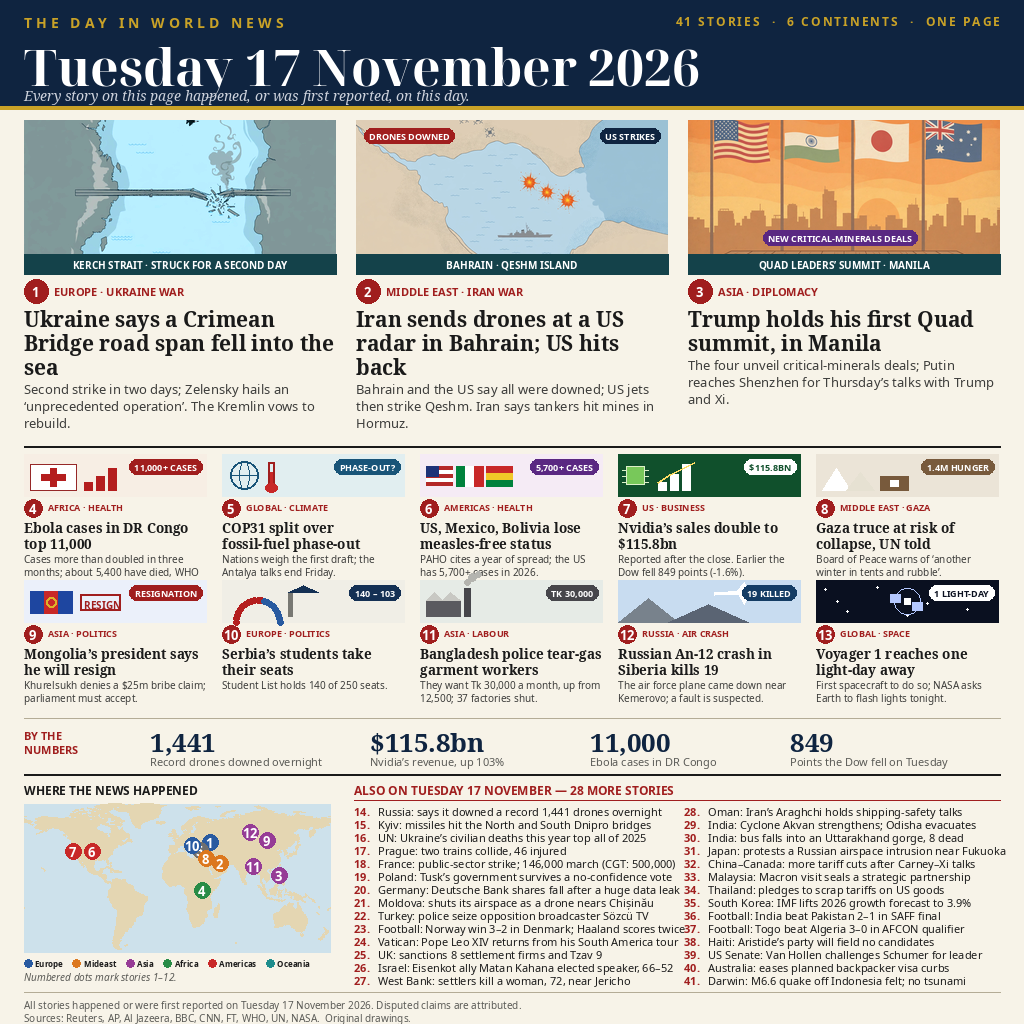 THE DAY IN WORLD NEWS
41 STORIES · 6 CONTINENTS · ONE PAGE
Tuesday 17 November 2026
Every story on this page happened, or was first reported, on this day.
KERCH STRAIT · STRUCK FOR A SECOND DAY
1 EUROPE · UKRAINE WAR
Ukraine says a Crimean
Bridge road span fell into the
sea
Second strike in two days; Zelensky hails an
‘unprecedented operation’. The Kremlin vows to
rebuild.
DRONES DOWNED
US STRIKES
BAHRAIN · QESHM ISLAND
2 MIDDLE EAST · IRAN WAR
Iran sends drones at a US
radar in Bahrain; US hits
back
Bahrain and the US say all were downed; US jets
then strike Qeshm. Iran says tankers hit mines in
Hormuz.
NEW CRITICAL-MINERALS DEALS
QUAD LEADERS’ SUMMIT · MANILA
3 ASIA · DIPLOMACY
Trump holds his first Quad
summit, in Manila
The four unveil critical-minerals deals; Putin
reaches Shenzhen for Thursday’s talks with Trump
and Xi.
11,000+ CASES
4 AFRICA · HEALTH
Ebola cases in DR Congo
top 11,000
Cases more than doubled in three
months; about 5,400 have died, WHO
PHASE-OUT?
5 GLOBAL · CLIMATE
COP31 split over
fossil-fuel phase-out
Nations weigh the first draft; the
Antalya talks end Friday.
5,700+ CASES
6 AMERICAS · HEALTH
US, Mexico, Bolivia lose
measles-free status
PAHO cites a year of spread; the US
has 5,700+ cases in 2026.
$115.8BN
7 US · BUSINESS
Nvidia’s sales double to
$115.8bn
Reported after the close. Earlier the
Dow fell 849 points (-1.6%).
1.4M HUNGER
8 MIDDLE EAST · GAZA
Gaza truce at risk of
collapse, UN told
Board of Peace warns of ‘another
winter in tents and rubble’.
RESIGN
RESIGNATION
9 ASIA · POLITICS
Mongolia’s president says
he will resign
Khurelsukh denies a $25m bribe claim;
parliament must accept.
140 – 103
10 EUROPE · POLITICS
Serbia’s students take
their seats
Student List holds 140 of 250 seats.
TK 30,000
11 ASIA · LABOUR
Bangladesh police tear-gas
garment workers
They want Tk 30,000 a month, up from
12,500; 37 factories shut.
19 KILLED
12 RUSSIA · AIR CRASH
Russian An-12 crash in
Siberia kills 19
The air force plane came down near
Kemerovo; a fault is suspected.
1 LIGHT-DAY
13 GLOBAL · SPACE
Voyager 1 reaches one
light-day away
First spacecraft to do so; NASA asks
Earth to flash lights tonight.
BY THE
NUMBERS
1,441
Record drones downed overnight
$115.8bn
Nvidia’s revenue, up 103%
11,000
Ebola cases in DR Congo
849
Points the Dow fell on Tuesday
WHERE THE NEWS HAPPENED
7 6 10 1 8 2 4 12 9 11 3
Europe Mideast Asia Africa Americas Oceania
Numbered dots mark stories 1–12.
ALSO ON TUESDAY 17 NOVEMBER — 28 MORE STORIES
14. Russia: says it downed a record 1,441 drones overnight
15. Kyiv: missiles hit the North and South Dnipro bridges
16. UN: Ukraine’s civilian deaths this year top all of 2025
17. Prague: two trains collide, 46 injured
18. France: public-sector strike; 146,000 march (CGT: 500,000)
19. Poland: Tusk’s government survives a no-confidence vote
20. Germany: Deutsche Bank shares fall after a huge data leak
21. Moldova: shuts its airspace as a drone nears Chișinău
22. Turkey: police seize opposition broadcaster Sözcü TV
23. Football: Norway win 3–2 in Denmark; Haaland scores twice
24. Vatican: Pope Leo XIV returns from his South America tour
25. UK: sanctions 8 settlement firms and Tzav 9
26. Israel: Eisenkot ally Matan Kahana elected speaker, 66–52
27. West Bank: settlers kill a woman, 72, near Jericho
28. Oman: Iran’s Araghchi holds shipping-safety talks
29. India: Cyclone Akvan strengthens; Odisha evacuates
30. India: bus falls into an Uttarakhand gorge, 8 dead
31. Japan: protests a Russian airspace intrusion near Fukuoka
32. China–Canada: more tariff cuts after Carney–Xi talks
33. Malaysia: Macron visit seals a strategic partnership
34. Thailand: pledges to scrap tariffs on US goods
35. South Korea: IMF lifts 2026 growth forecast to 3.9%
36. Football: India beat Pakistan 2–1 in SAFF final
37. Football: Togo beat Algeria 3–0 in AFCON qualifier
38. Haiti: Aristide’s party will field no candidates
39. US Senate: Van Hollen challenges Schumer for leader
40. Australia: eases planned backpacker visa curbs
41. Darwin: M6.6 quake off Indonesia felt; no tsunami
All stories happened or were first reported on Tuesday 17 November 2026. Disputed claims are attributed.
Sources: Reuters, AP, Al Jazeera, BBC, CNN, FT, WHO, UN, NASA. Original drawings.